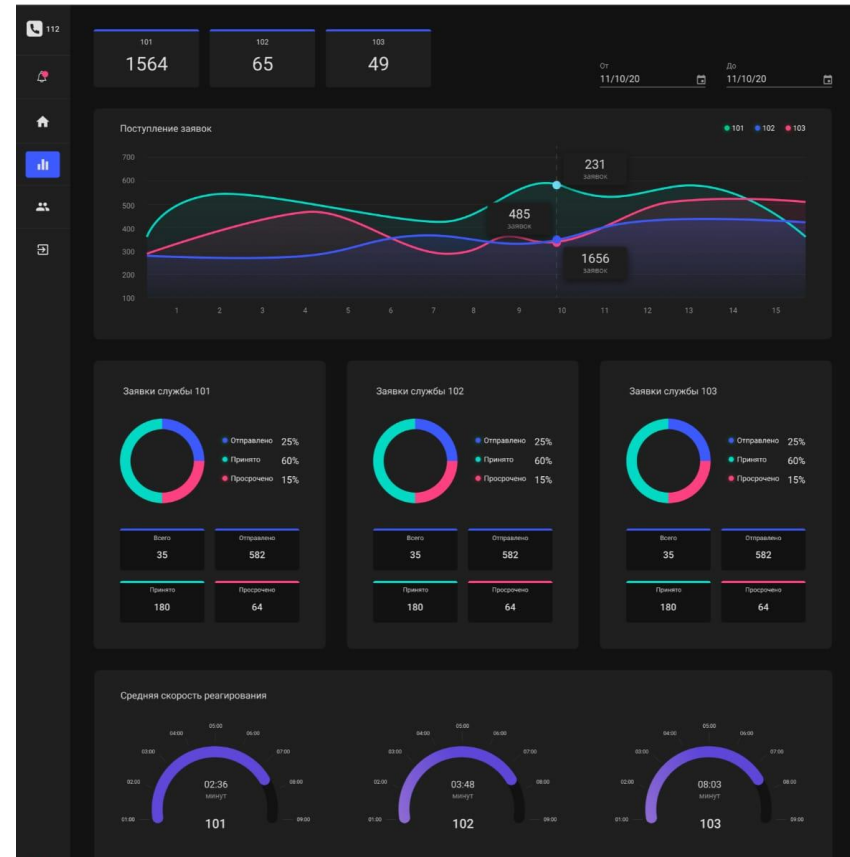 112
101 102 103
1564 65 49
От До
11/10/20 11/10/20
Поступление заявок
101 102 103
700
600
500
400
300
200
100
231
заявок
485
заявок
1656
заявок
1 2 3 4 5 6 7 8 9 10 11 12 13 14 15
Заявки службы 101
Отправлено 25%
Принято 60%
Просрочено 15%
Всего Отправлено
35 582
Принято Просрочено
180 64
Заявки службы 102
Отправлено 25%
Принято 60%
Просрочено 15%
Всего Отправлено
35 582
Принято Просрочено
180 64
Заявки службы 103
Отправлено 25%
Принято 60%
Просрочено 15%
Всего Отправлено
35 582
Принято Просрочено
180 64
Средняя скорость реагирования
05:00
04:00 06:00
03:00 07:00
02:00 02:36 08:00
минут
01:00 101 09:00
05:00
04:00 06:00
03:00 07:00
02:00 03:48 08:00
минут
01:00 102 09:00
05:00
04:00 06:00
03:00 07:00
02:00 08:03 08:00
минут
01:00 103 09:00